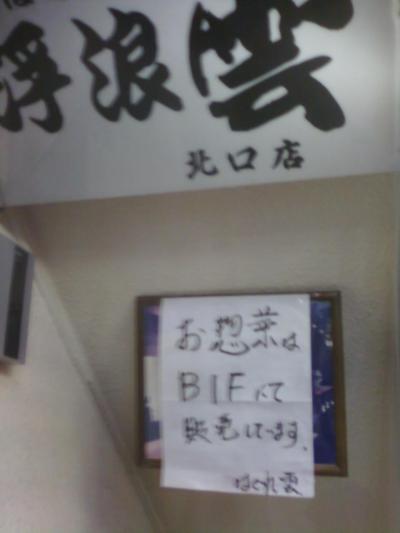 浮浪雲
北口店
お惣菜は
B1Fにて
販売しています。
はぐれ雲